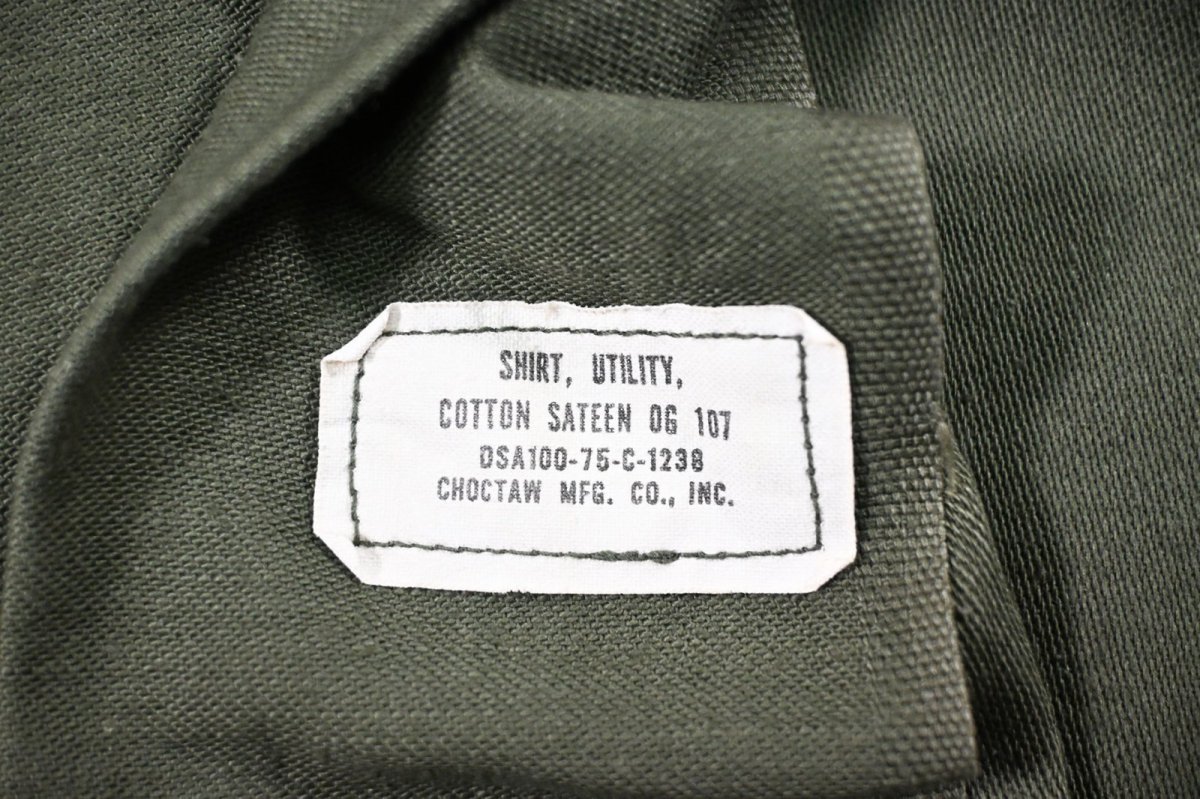 SHIRT, UTILITY,
COTTON SATEEN OG 107
DSA100-75-C-1238
CHOCTAW MFG. CO., INC.